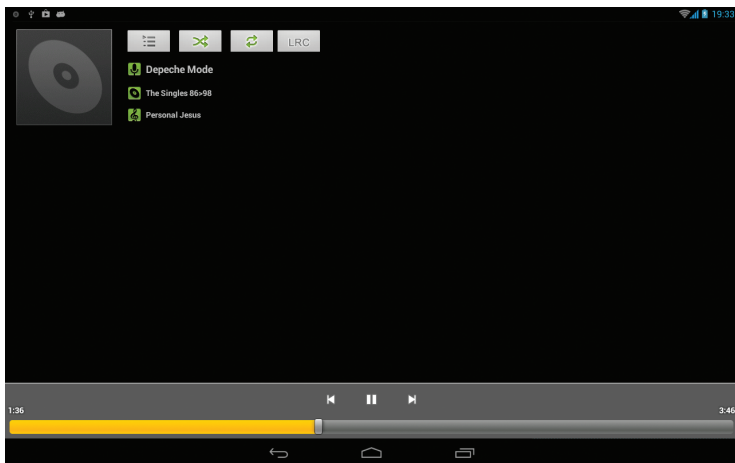 19:33
LRC
Depeche Mode
The Singles 86>98
Personal Jesus
1:36
3:46